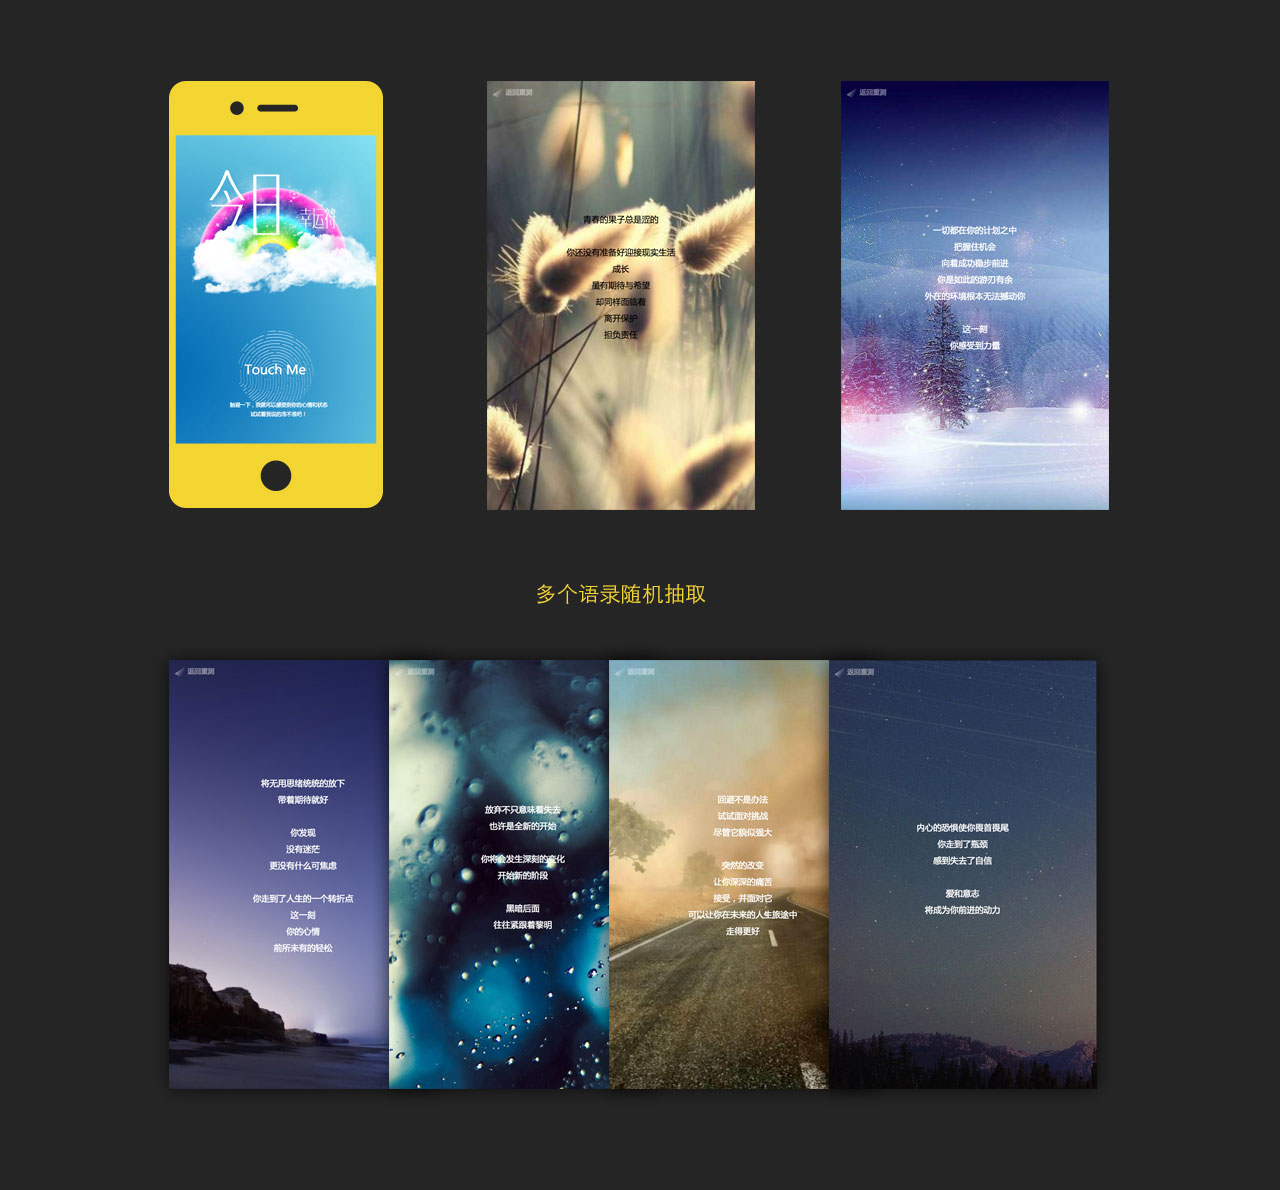 今日
幸运符
Touch Me
触碰一下，我就可以感受到你的心情和状态
试试看我说的准不准吧！
返回重测
青春的果子总是涩的
你还没有准备好迎接现实生活
成长
虽有期待与希望
却同样面临着
离开保护
担负责任
返回重测
一切都在你的计划之中
把握住机会
向着成功稳步前进
你是如此的游刃有余
外在的环境根本无法撼动你
这一刻
你感受到力量
多个语录随机抽取
返回重测
将无用思绪统统的放下
带着期待就好
你发现
没有迷茫
更没有什么可焦虑
你走到了人生的一个转折点
这一刻
你的心情
前所未有的轻松
返回重测
放弃不只意味着失去
也许是全新的开始
你将会发生深刻的变化
开始新的阶段
黑暗后面
往往紧跟着黎明
返回重测
回避不是办法
试试面对挑战
尽管它貌似强大
突然的改变
让你深深的痛苦
接受，并面对它
可以让你在未来的人生旅途中
走得更好
返回重测
内心的恐惧使你畏首畏尾
你走到了瓶颈
感到失去了自信
爱和意志
将成为你前进的动力